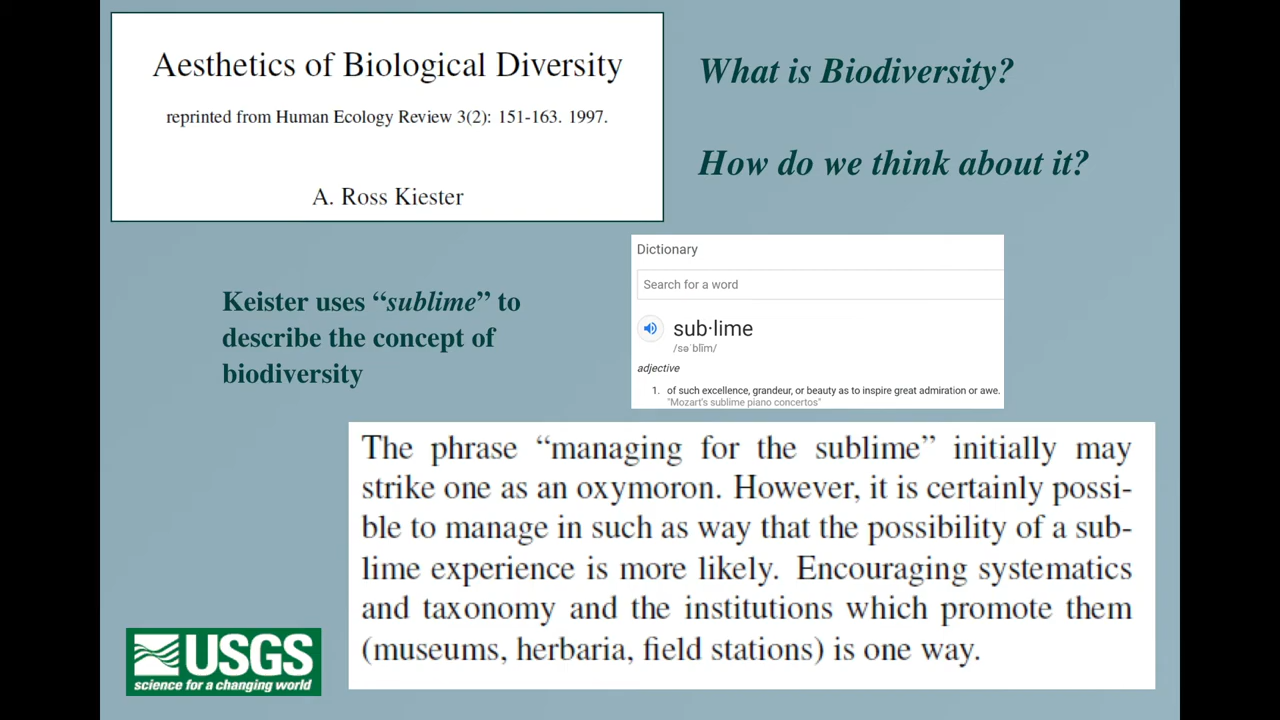 Aesthetics of Biological Diversity
reprinted from Human Ecology Review 3(2): 151-163. 1997.
A. Ross Kiester
What is Biodiversity?
How do we think about it?
Keister uses “sublime” to
describe the concept of
biodiversity
Dictionary
Search for a word
sub·lime
/səˈblīm/
adjective
1. of such excellence, grandeur, or beauty as to inspire great admiration or awe.
"Mozart's sublime piano concertos"
The phrase “managing for the sublime” initially may
strike one as an oxymoron. However, it is certainly possi-
ble to manage in such as way that the possibility of a sub-
lime experience is more likely. Encouraging systematics
and taxonomy and the institutions which promote them
(museums, herbaria, field stations) is one way.
USGS
science for a changing world